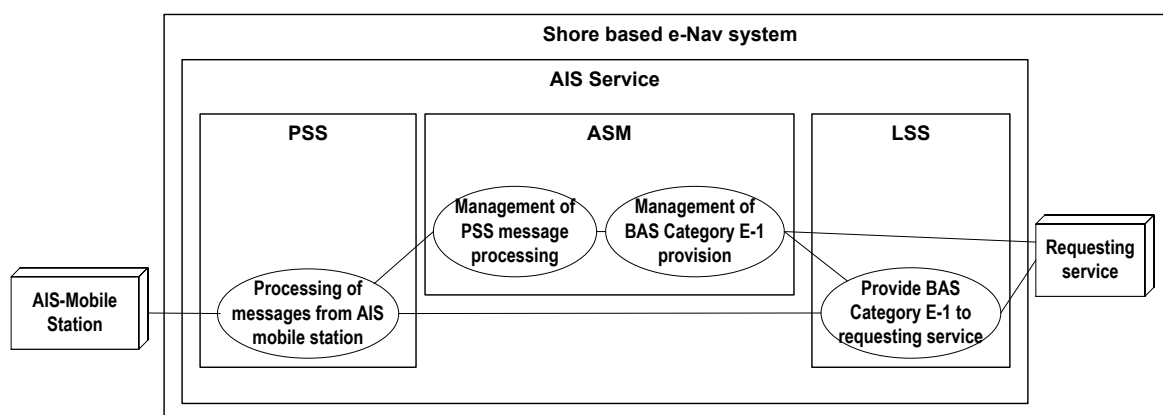 Shore based e-Nav system
AIS Service
PSS
ASM
LSS
Management of
PSS message
processing
Management of
BAS Category E-1
provision
Requesting
service
AIS-Mobile
Station
Processing of
messages from AIS
mobile station
Provide BAS
Category E-1 to
requesting service